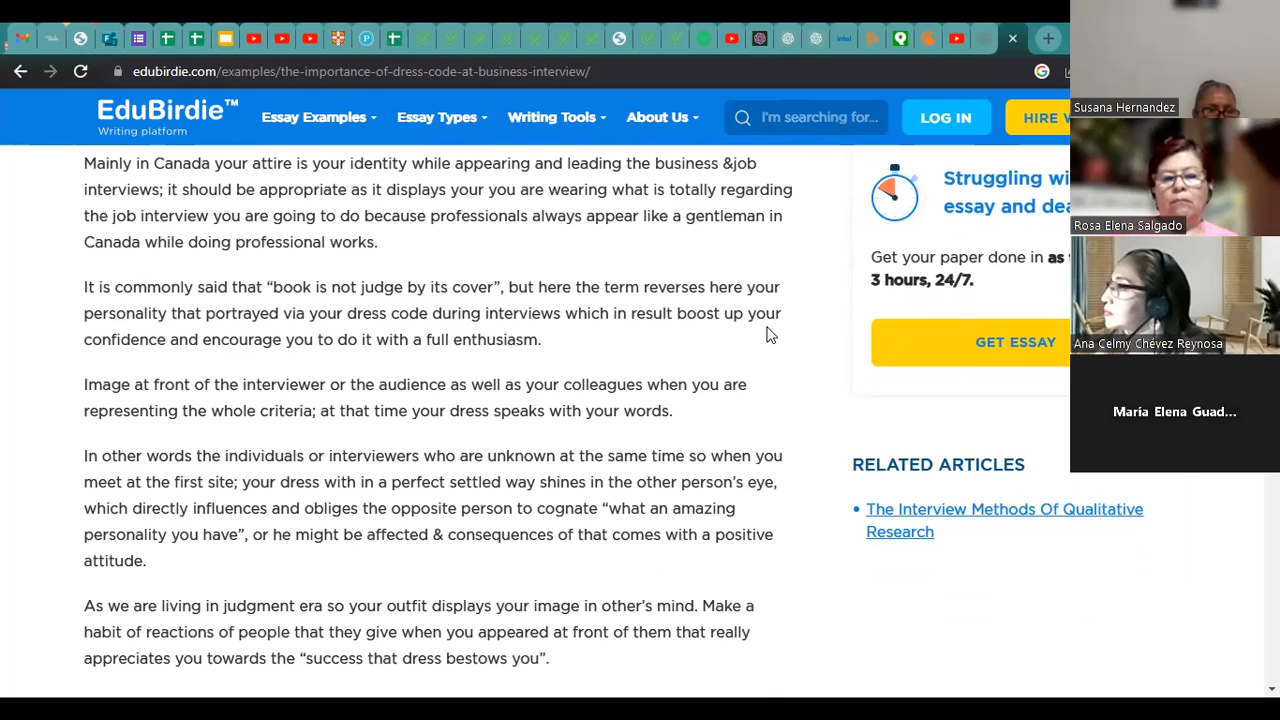 edubirdie.com/examples/the-importance-of-dress-code-at-business-interview/
EduBirdie™
Writing platform
Essay Examples
Essay Types
Writing Tools
About Us
I'm searching for...
LOG IN
HIRE
Mainly in Canada your attire is your identity while appearing and leading the business &job
interviews; it should be appropriate as it displays your you are wearing what is totally regarding
the job interview you are going to do because professionals always appear like a gentleman in
Canada while doing professional works.
It is commonly said that “book is not judge by its cover”, but here the term reverses here your
personality that portrayed via your dress code during interviews which in result boost up your
confidence and encourage you to do it with a full enthusiasm.
Image at front of the interviewer or the audience as well as your colleagues when you are
representing the whole criteria; at that time your dress speaks with your words.
In other words the individuals or interviewers who are unknown at the same time so when you
meet at the first site; your dress with in a perfect settled way shines in the other person’s eye,
which directly influences and obliges the opposite person to cognate “what an amazing
personality you have”, or he might be affected & consequences of that comes with a positive
attitude.
As we are living in judgment era so your outfit displays your image in other’s mind. Make a
habit of reactions of people that they give when you appeared at front of them that really
appreciates you towards the “success that dress bestows you”.
Struggling wi
essay and dea
Get your paper done in as
3 hours, 24/7.
GET ESSAY
RELATED ARTICLES
The Interview Methods Of Qualitative
Research
Susana Hernandez
Rosa Elena Salgado
Ana Celmy Chévez Reynosa
María Elena Guad...